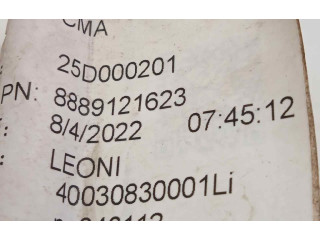 CMA
25D000201
PN: 8889121623
8/4/2022 07:45:12
LEONI
40030830001Li